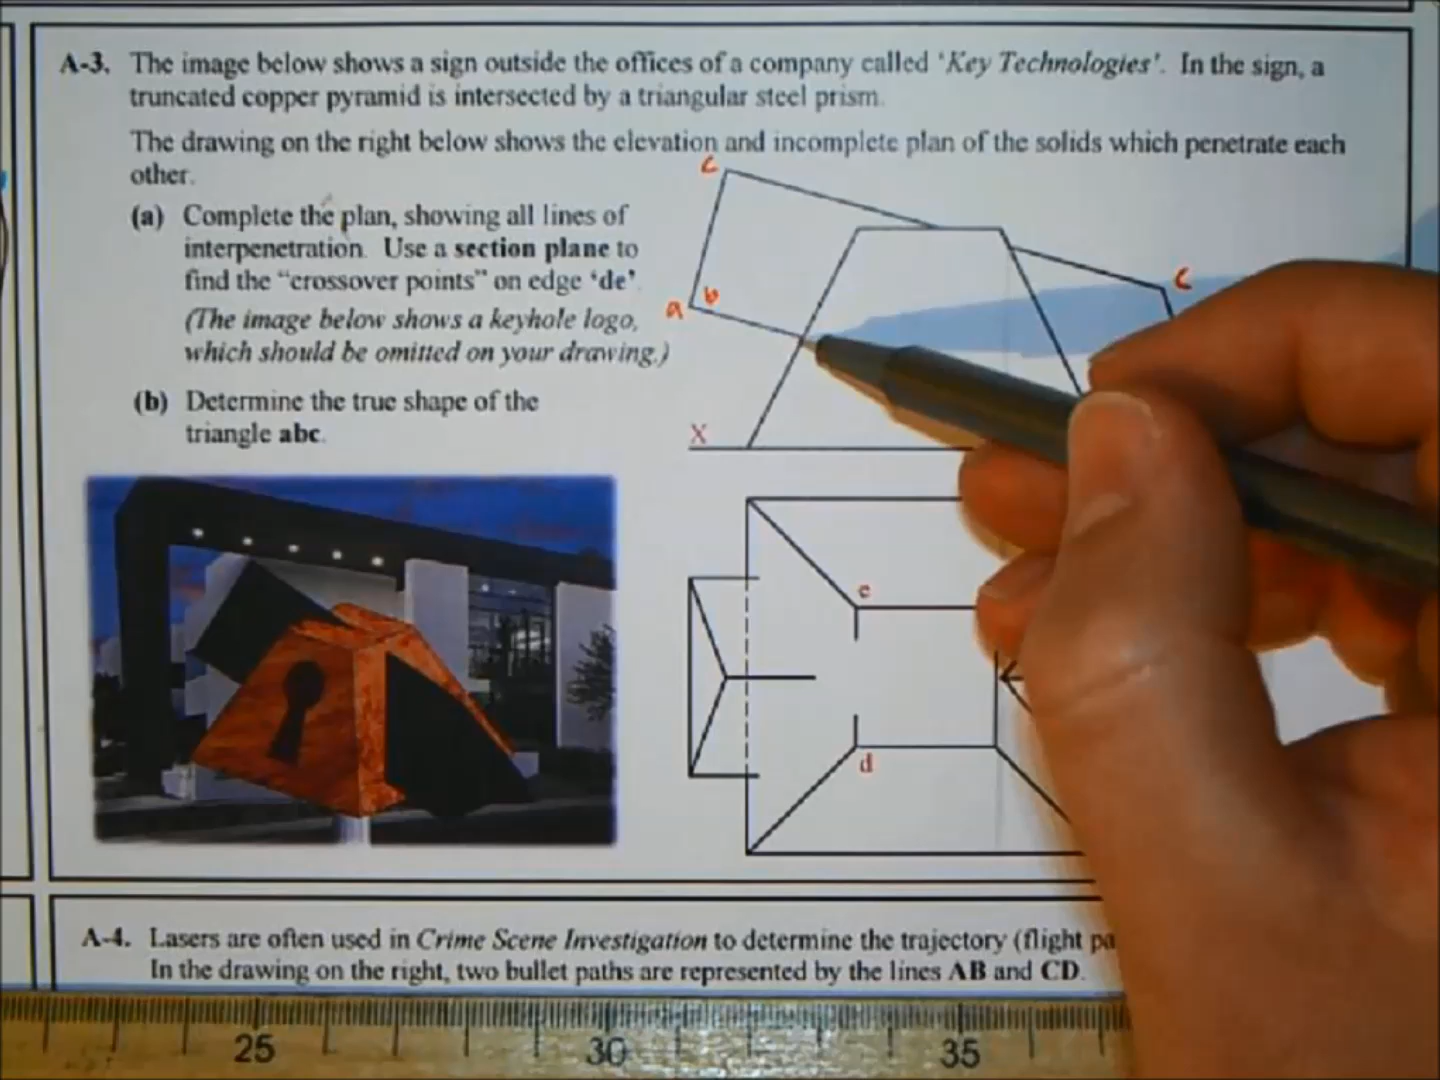 A-3. The image below shows a sign outside the offices of a company called 'Key Technologies'. In the sign, a
truncated copper pyramid is intersected by a triangular steel prism.
The drawing on the right below shows the elevation and incomplete plan of the solids which penetrate each
other.
(a) Complete the plan, showing all lines of
interpenetration. Use a section plane to
find the "crossover points" on edge 'de'.
(The image below shows a keyhole logo,
which should be omitted on your drawing.)
(b) Determine the true shape of the
triangle abc.
c
a b
c
X
e
d
A-4. Lasers are often used in Crime Scene Investigation to determine the trajectory (flight pa
In the drawing on the right, two bullet paths are represented by the lines AB and CD.
25 30 35